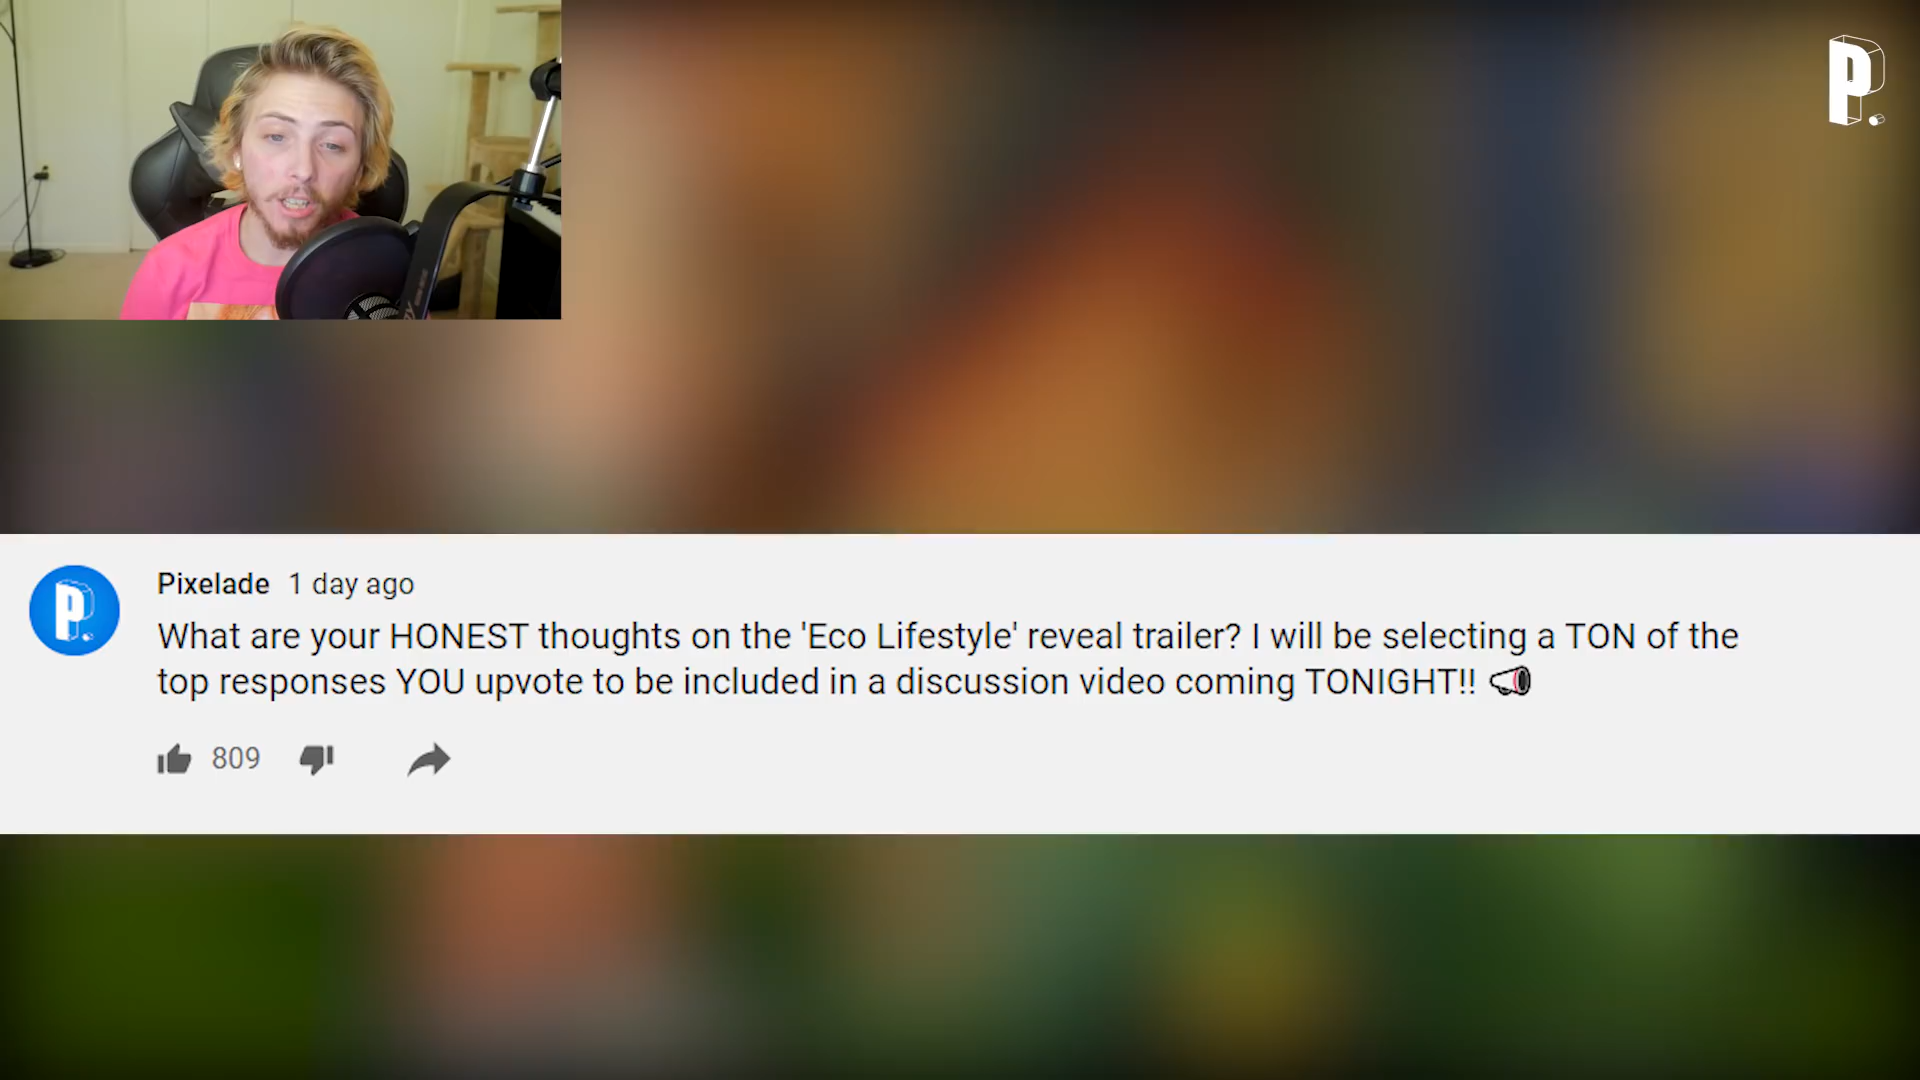 P.
Pixelade 1 day ago
What are your HONEST thoughts on the 'Eco Lifestyle' reveal trailer? I will be selecting a TON of the
top responses YOU upvote to be included in a discussion video coming TONIGHT!! 📣
P.
809